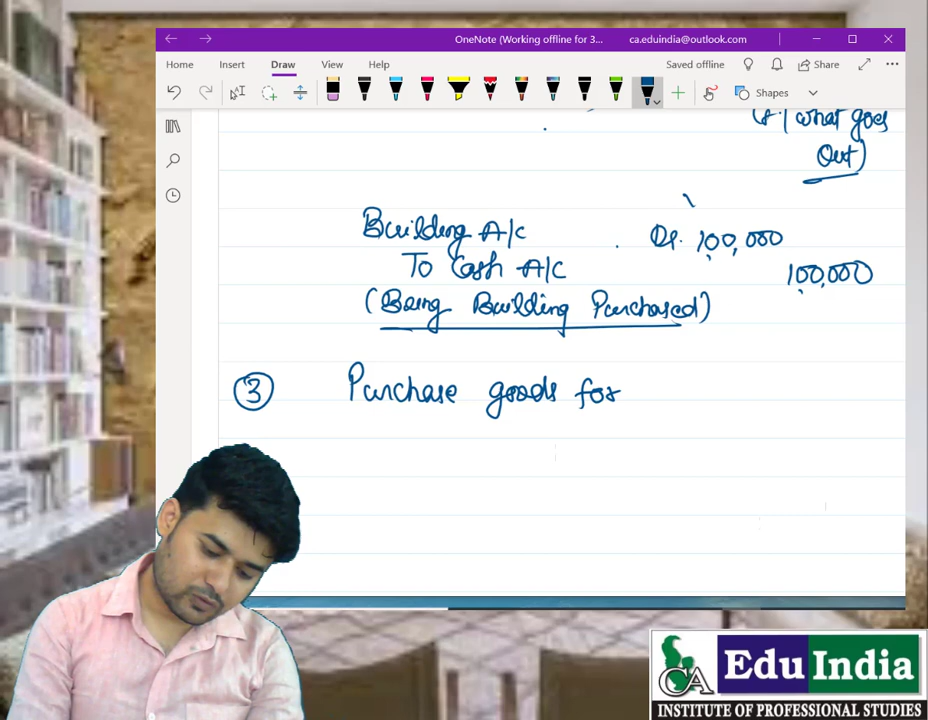 OneNote (Working offline for 3... ca.eduindia@outlook.com
Home Insert Draw View Help Saved offline Share
Shapes
what goes
Out)
Building A/c Dr. 100,000
To Cash A/C 100,000
(Being Building Purchased)
3 Purchase goods for
CA Edu India
INSTITUTE OF PROFESSIONAL STUDIES